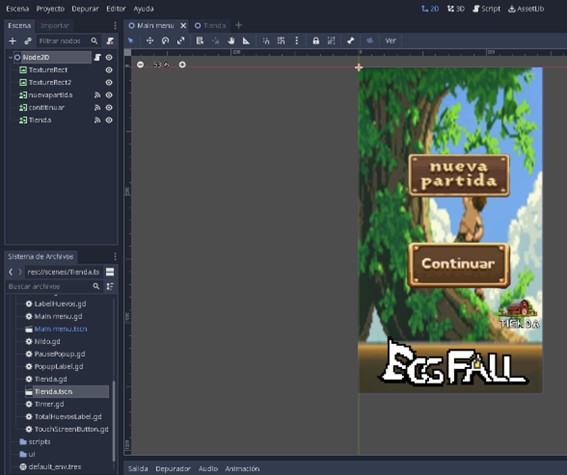 Escena Proyecto Depurar Editor Ayuda
2D 3D Script AssetLib
Escena Importar
Main menu Tienda
Filtrar nodos
Ver
Node2D
TextureRect
TextureRect2
nuevapartida
continuar
Tienda
nueva
partida
Continuar
TIENDA
EGG FALL
Sistema de Archivos
res://scenes/Tienda.ts
Buscar archivos
LabelHuevos.gd
Main menu.gd
Main menu.tscn
Nido.gd
PausePopup.gd
PopupLabel.gd
Tienda.gd
Tienda.tscn
Timer.gd
TotalHuevosLabel.gd
TouchScreenButton.gd
scripts
ui
default_env.tres
Salida Depurador Audio Animación